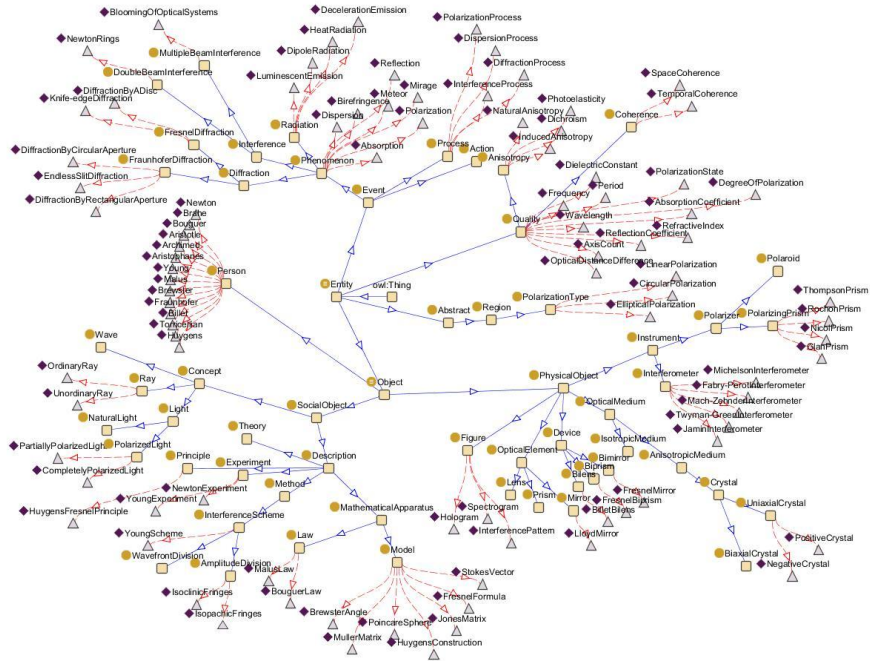 BloomingOfOpticalSystems
DecelerationEmission
HeatRadiation
PolarizationProcess
NewtonRings
MultipleBeamInterference
DipoleRadiation
DispersionProcess
DoubleBeamInterference
LuminescentEmission
Reflection
DiffractionProcess
SpaceCoherence
DiffractionByADisc
Knife-edgeDiffraction
Birefringence
Meteor
Mirage
InterferenceProcess
TemporalCoherence
Dispersion
Polarization
NaturalAnisotropy
Photoelasticity
Dichroism
Coherence
FresnelDiffraction
Interference
Radiation
Absorption
Process
Action
InducedAnisotropy
DiffractionByCircularAperture
FraunhoferDiffraction
Phenomenon
Anisotropy
DielectricConstant
EndlessSlitDiffraction
Diffraction
Event
Frequency
Period
PolarizationState
DegreeOfPolarization
DiffractionByRectangularAperture
Newton
Brahe
Bouguer
Quality
Wavelength
AbsorptionCoefficient
RefractiveIndex
Aristotle
Archimed
Aristophanes
ReflectionCoefficient
AxisCount
OpticalDistanceDifference
Young
Malus
Person
Entity
owl:Thing
LinearPolarization
Polaroid
Brewster
Fraunhofer
Billet
Abstract
Region
PolarizationType
CircularPolarization
EllipticalPolarization
ThompsonPrism
RochonPrism
Huygens
Polarizer
PolarizingPrism
NicolPrism
GlanPrism
Wave
Instrument
OrdinaryRay
Ray
Concept
Object
PhysicalObject
Interferometer
MichelsonInterferometer
Fabry-PerotInterferometer
UnordinaryRay
Light
SocialObject
OpticalMedium
Mach-ZehnderInterferometer
Twyman-GreenInterferometer
NaturalLight
Theory
Figure
Device
IsotropicMedium
JaminInterferometer
PartiallyPolarizedLight
PolarizedLight
Description
OpticalElement
Bimirror
AnisotropicMedium
CompletelyPolarizedLight
Principle
Experiment
Lens
Biprism
Bilens
Crystal
NewtonExperiment
YoungExperiment
Method
Prism
Mirror
FresnelMirror
FresnelBiprism
UniaxialCrystal
HuygensFresnelPrinciple
InterferenceScheme
MathematicalApparatus
Spectrogram
Hologram
BilletBilens
InterferencePattern
LloydMirror
YoungScheme
Law
Model
PositiveCrystal
WavefrontDivision
AmplitudeDivision
MalusLaw
BiaxialCrystal
NegativeCrystal
IsoclinicFringes
BouguerLaw
StokesVector
IsopachicFringes
FresnelFormula
BrewsterAngle
PoincareSphere
JonesMatrix
MullerMatrix
HuygensConstruction